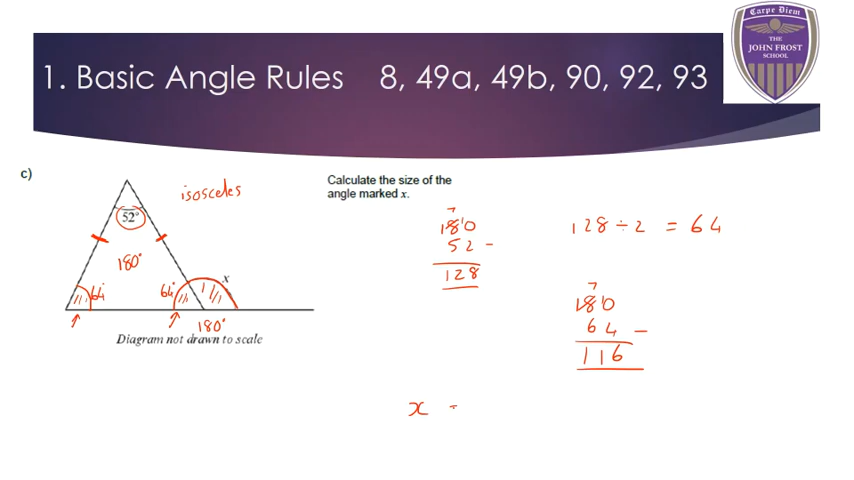 Carpe Diem
THE
JOHN FROST
SCHOOL
1. Basic Angle Rules 8, 49a, 49b, 90, 92, 93
c)
Calculate the size of the
angle marked x.
isosceles
52°
180°
64°
64°
x
180°
Diagram not drawn to scale
7
180
52 -
128
128 ÷ 2 = 64
7
180
64 -
116
x =